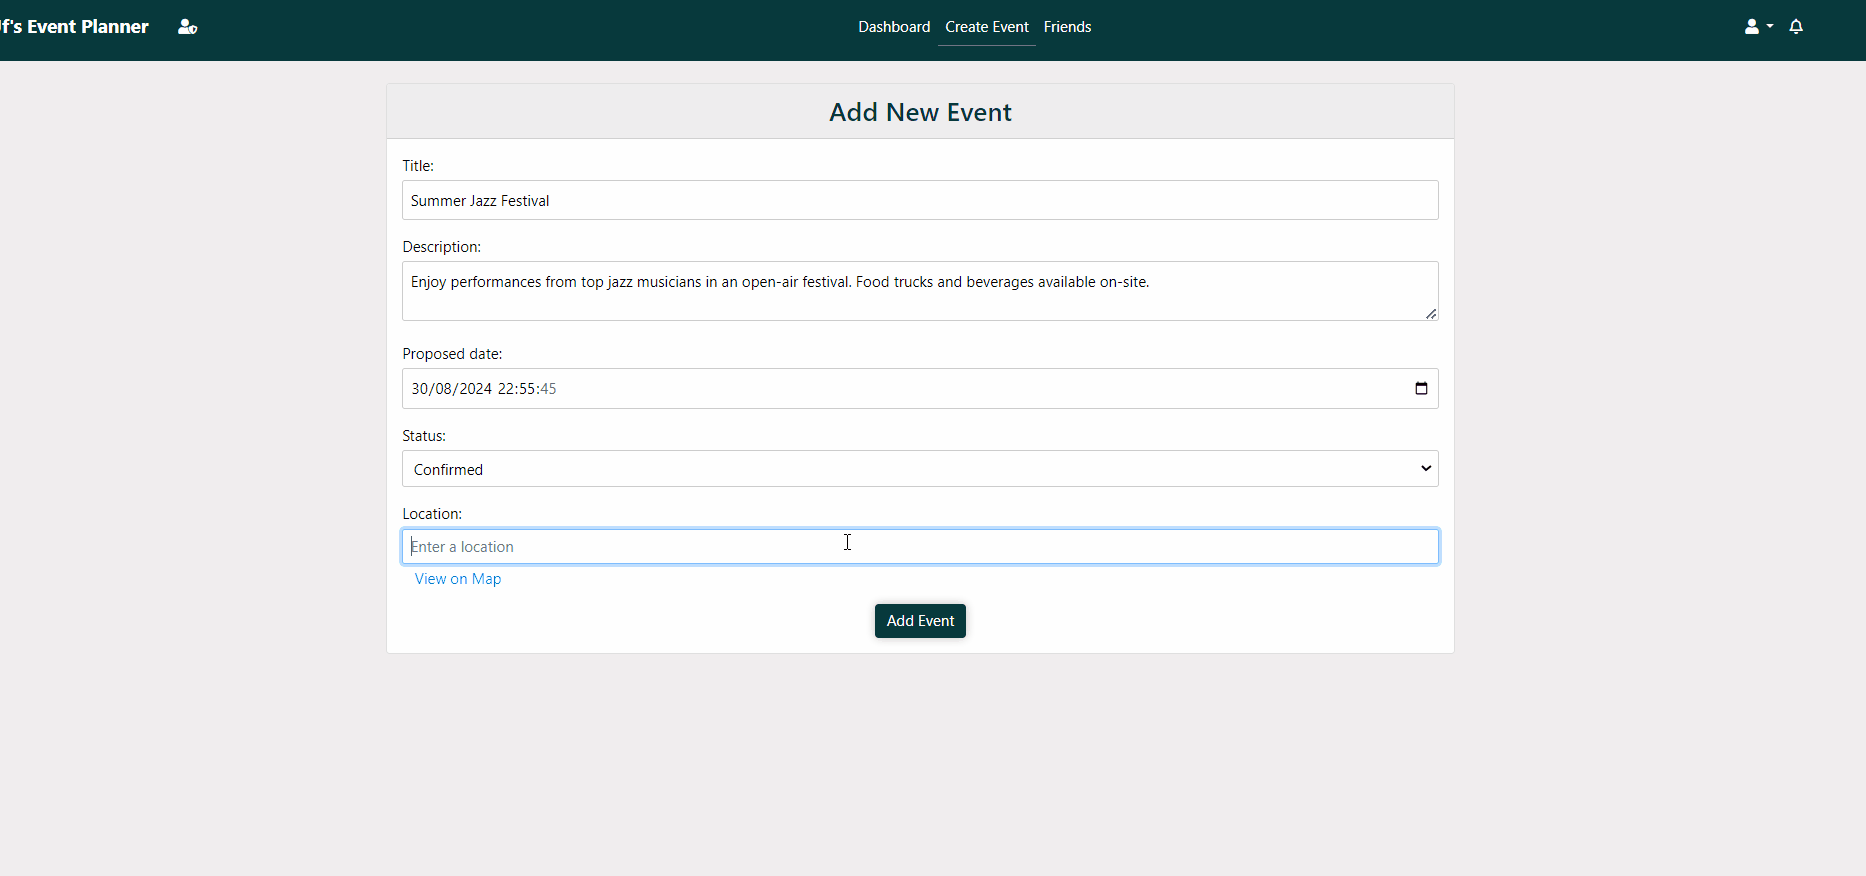 f's Event Planner
Dashboard Create Event Friends
Add New Event
Title:
Summer Jazz Festival
Description:
Enjoy performances from top jazz musicians in an open-air festival. Food trucks and beverages available on-site.
Proposed date:
30/08/2024 22:55:45
Status:
Confirmed
Location:
Enter a location
View on Map
Add Event